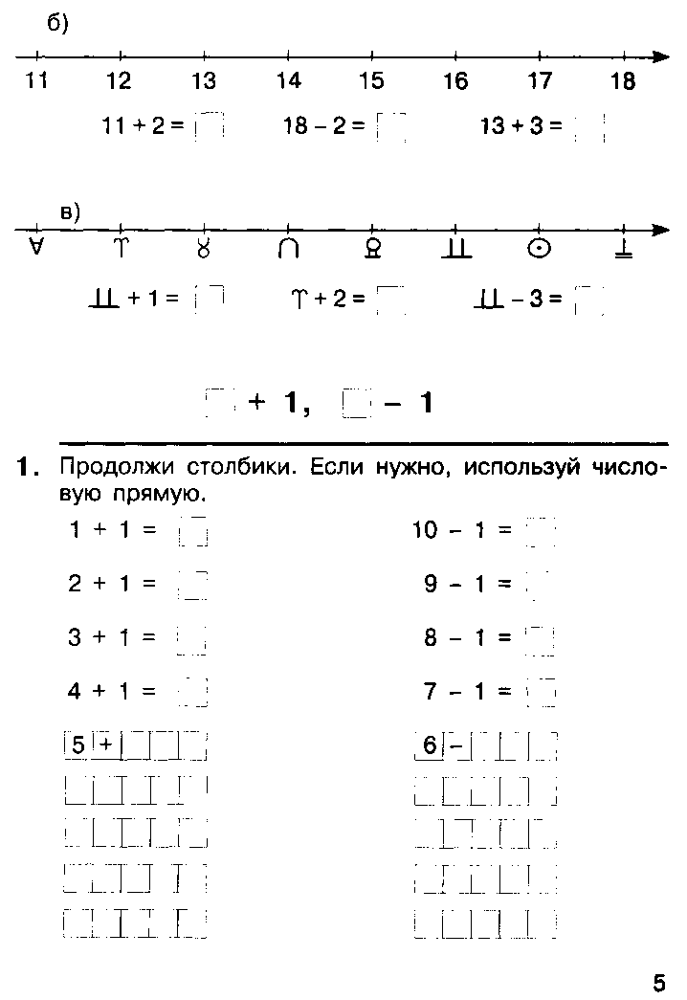 б)
11 12 13 14 15 16 17 18
11 + 2 = □ 18 – 2 = □ 13 + 3 = □
в)
∀ ♈ ♉ ∩ ♎ ♊ ⊙ ⍑
♊ + 1 = □ ♈ + 2 = □ ♊ – 3 = □
□ + 1, □ – 1
1. Продолжи столбики. Если нужно, используй число-
вую прямую.
1 + 1 = □ 10 – 1 = □
2 + 1 = □ 9 – 1 = □
3 + 1 = □ 8 – 1 = □
4 + 1 = □ 7 – 1 = □
5 + 6 –
5